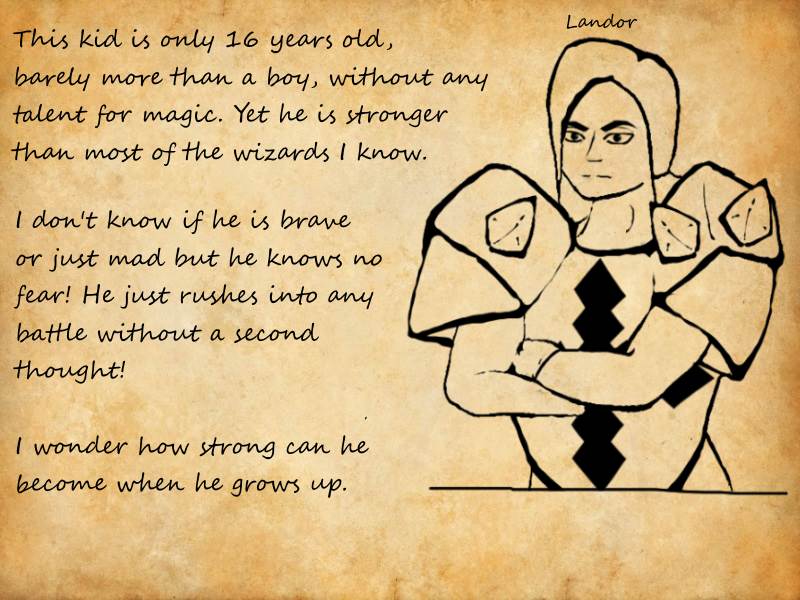 Landor
This kid is only 16 years old,
barely more than a boy, without any
talent for magic. Yet he is stronger
than most of the wizards I know.
I don't know if he is brave
or just mad but he knows no
fear! He just rushes into any
battle without a second
thought!
I wonder how strong can he
become when he grows up.